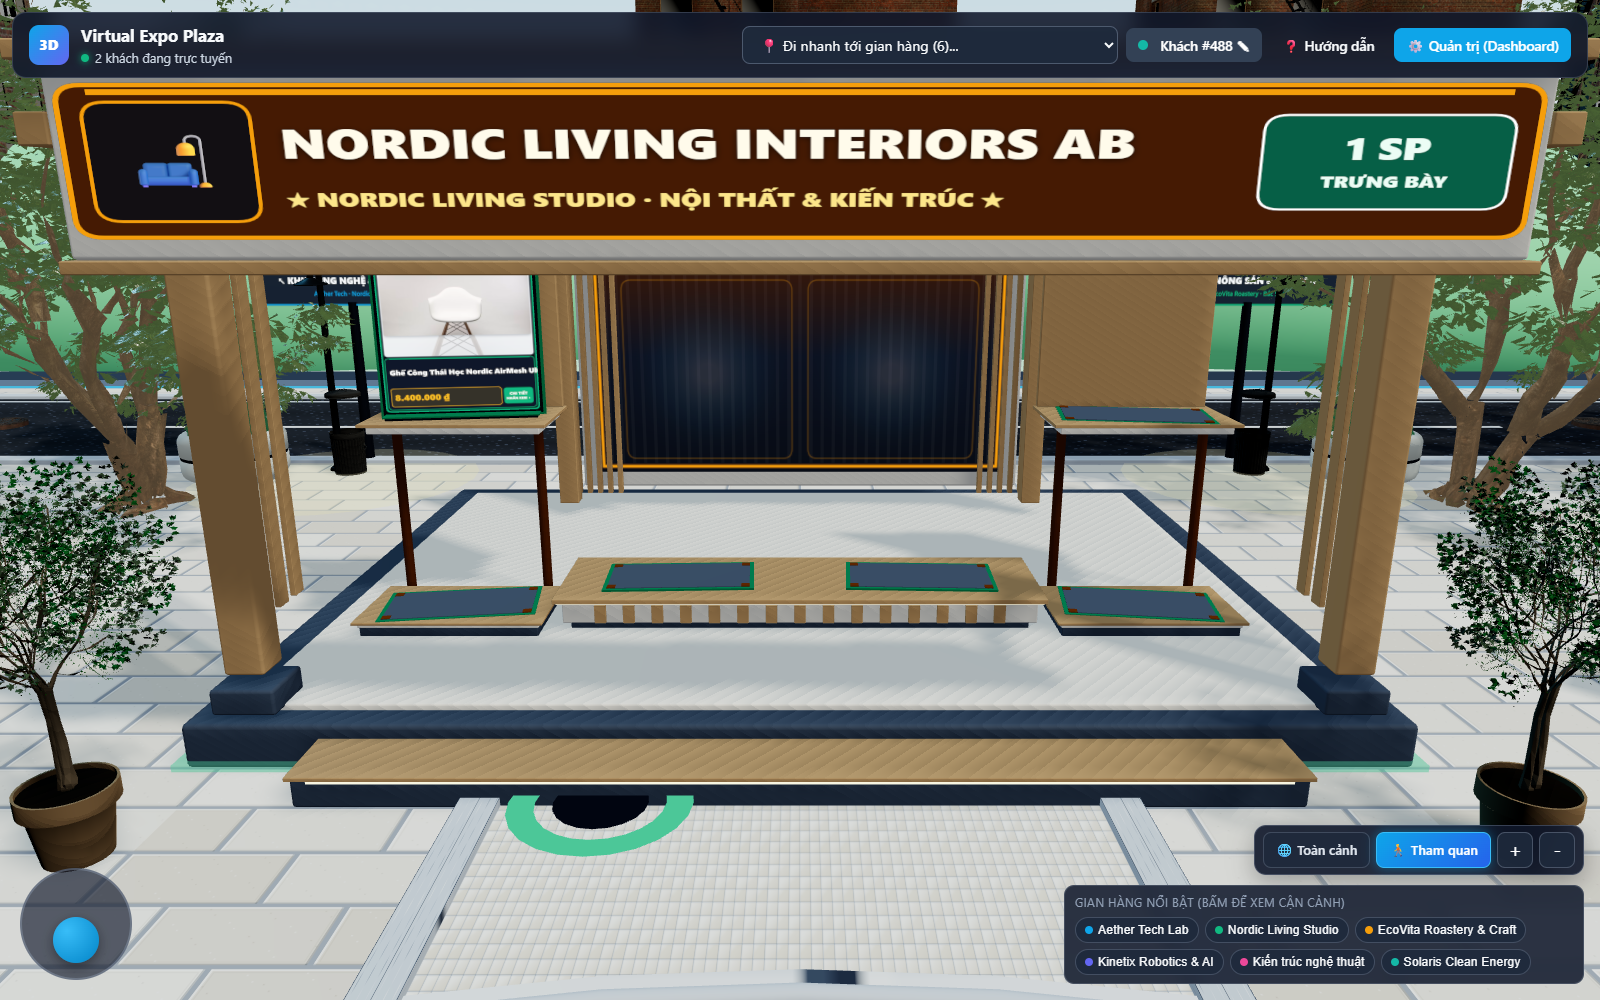 3D
Virtual Expo Plaza
2 khách đang trực tuyến
Đi nhanh tới gian hàng (6)...
Khách #488
Hướng dẫn
Quản trị (Dashboard)
NORDIC LIVING INTERIORS AB
★ NORDIC LIVING STUDIO · NỘI THẤT & KIẾN TRÚC ★
1 SP
TRƯNG BÀY
Ghế Công Thái Học Nordic AirMesh
8.400.000 ₫
Toàn cảnh
Tham quan
+
-
GIAN HÀNG NỔI BẬT (BẤM ĐỂ XEM CẬN CẢNH)
Aether Tech Lab
Nordic Living Studio
EcoVita Roastery & Craft
Kinetix Robotics & AI
Kiến trúc nghệ thuật
Solaris Clean Energy